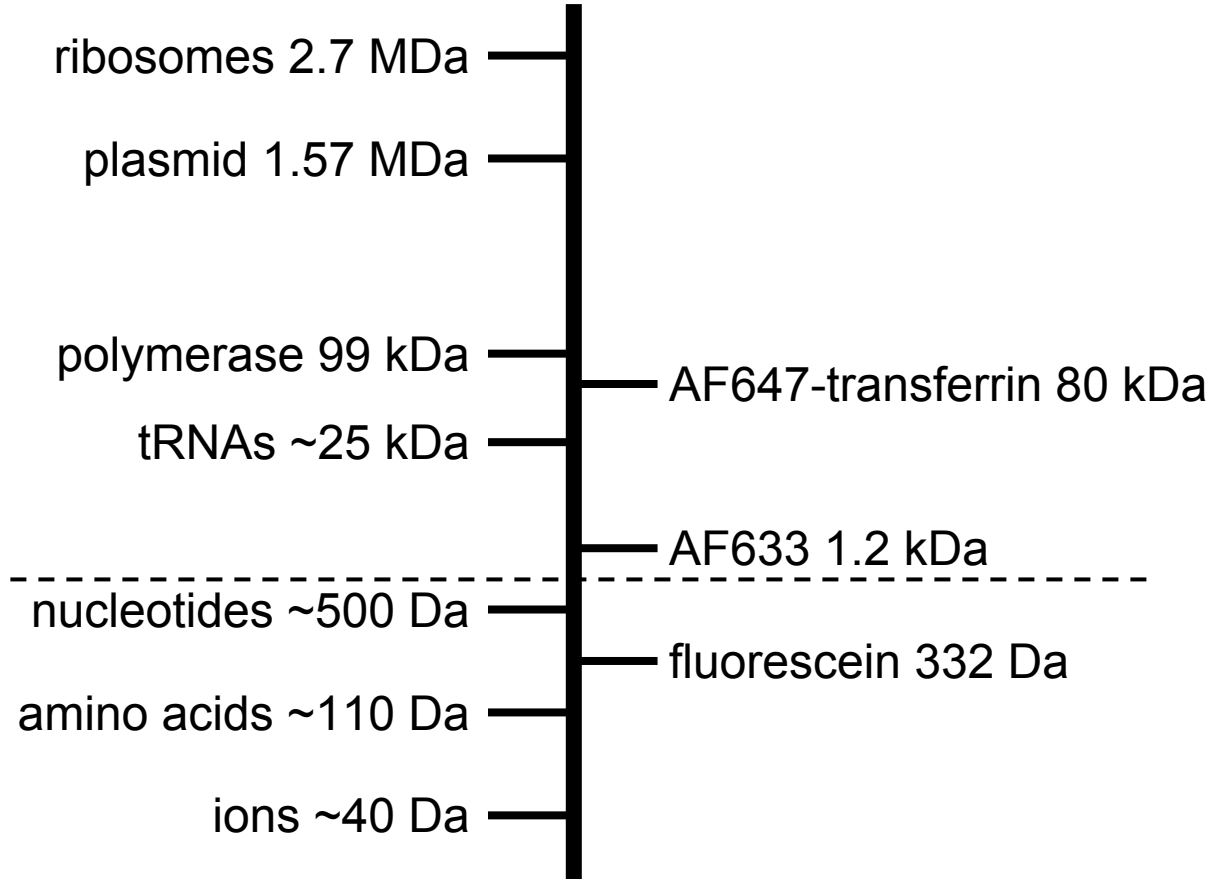 ribosomes 2.7 MDa
plasmid 1.57 MDa
polymerase 99 kDa
AF647-transferrin 80 kDa
tRNAs ~25 kDa
AF633 1.2 kDa
nucleotides ~500 Da
fluorescein 332 Da
amino acids ~110 Da
ions ~40 Da